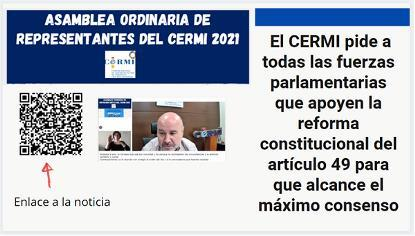 ASAMBLEA ORDINARIA DE
REPRESENTANTES DEL CERMI 2021
CERMI
Enlace a la noticia
El CERMI pide a
todas las fuerzas
parlamentarias
que apoyen la
reforma
constitucional del
artículo 49 para
que alcance el
máximo consenso